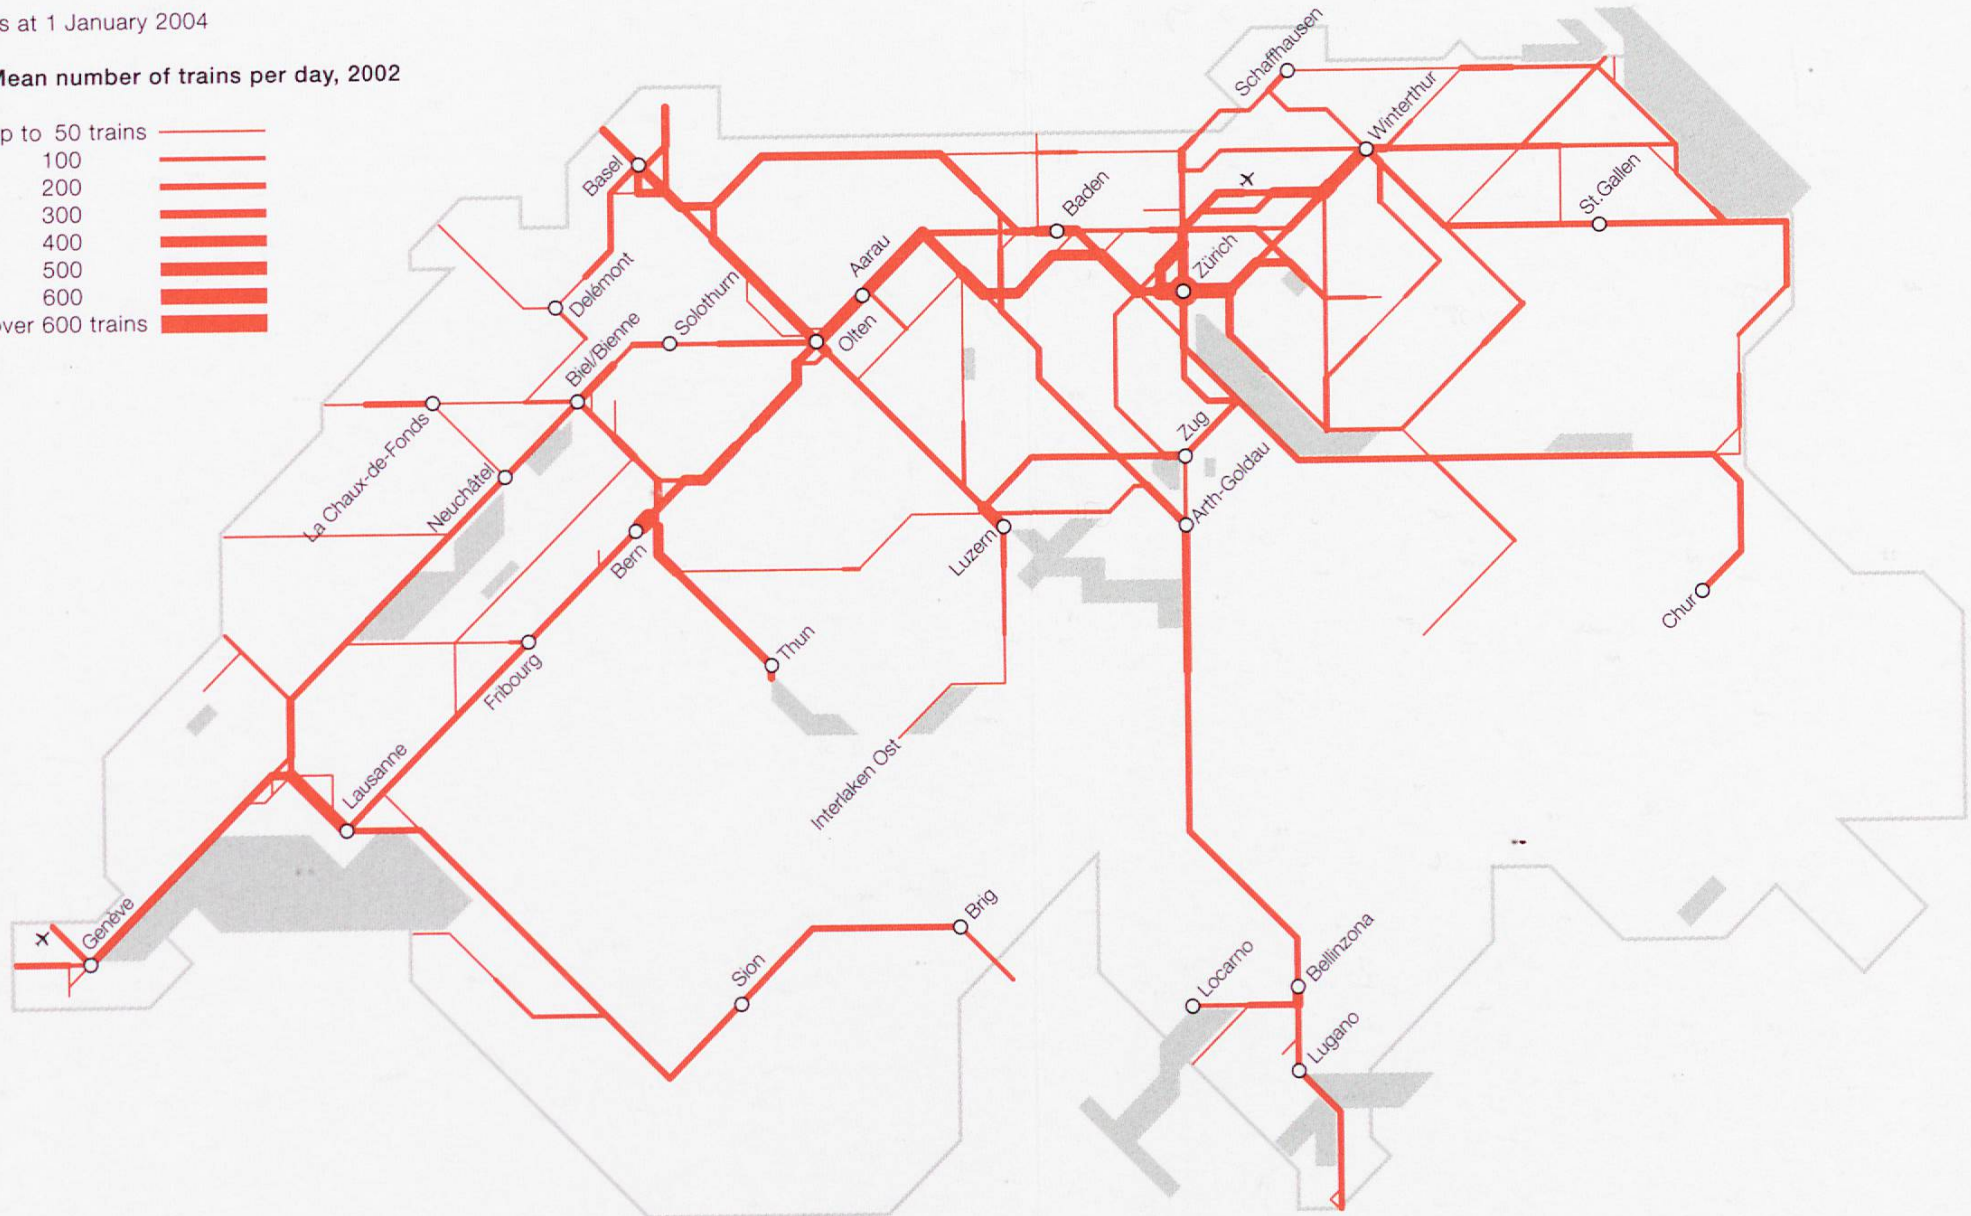 s at 1 January 2004
Mean number of trains per day, 2002
p to 50 trains
100
200
300
400
500
600
ver 600 trains
Schaffhausen
Winterthur
Basel
Baden
St.Gallen
Delémont
Solothurn
Aarau
Zürich
Biel/Bienne
Olten
La Chaux-de-Fonds
Neuchâtel
Zug
Arth-Goldau
Bern
Luzern
Chur
Fribourg
Thun
Interlaken Ost
Lausanne
Genève
Sion
Brig
Locarno
Bellinzona
Lugano